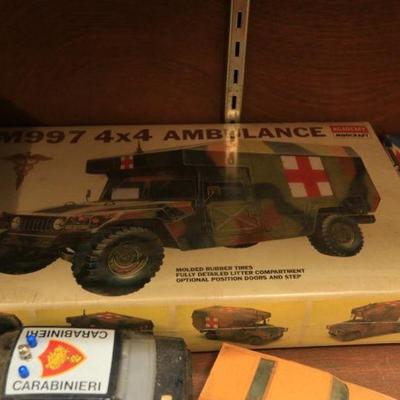 M997 4x4 AMBULANCE
ACADEMY
MOLDED RUBBER TIRES
FULLY DETAILED LITTER COMPARTMENT
OPTIONAL POSITION DOORS AND STEP
CARABINIERI
CARABINIERI